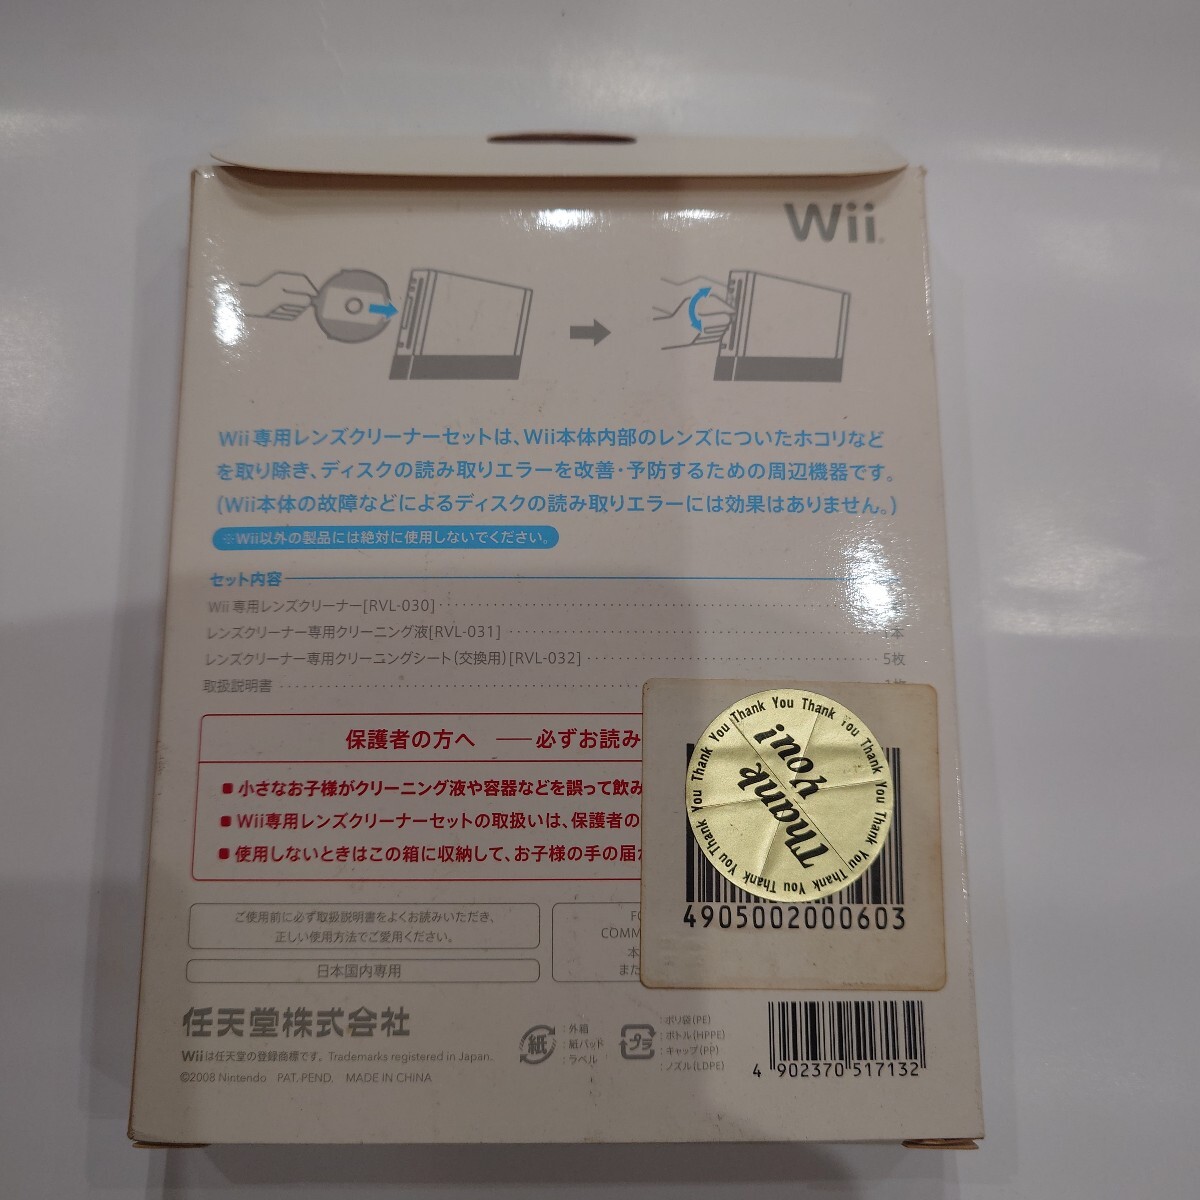 Wii
Wii専用レンズクリーナーセットは、Wii本体内部のレンズについたホコリなど
を取り除き、ディスクの読み取りエラーを改善・予防するための周辺機器です。
(Wii本体の故障などによるディスクの読み取りエラーには効果はありません。)
※Wii以外の製品には絶対に使用しないでください。
セット内容
Wii専用レンズクリーナー[RVL-030]
レンズクリーナー専用クリーニング液[RVL-031] 1本
レンズクリーナー専用クリーニングシート(交換用)[RVL-032] 5枚
取扱説明書
保護者の方へ ──必ずお読み
■小さなお子様がクリーニング液や容器などを誤って飲み
■Wii専用レンズクリーナーセットの取扱いは、保護者の
■使用しないときはこの箱に収納して、お子様の手の届
Thank You Thank You Thank You Thank You Thank You Thank You Thank You Thank You
Thank
you!
4905002000603
ご使用前に必ず取扱説明書をよくお読みいただき、
正しい使用方法でご愛用ください。
日本国内専用
FO
COMM
本
また
任天堂株式会社
Wiiは任天堂の登録商標です。Trademarks registered in Japan.
©2008 Nintendo PAT, PEND. MADE IN CHINA
紙
:外箱
:紙パッド
:ラベル
プラ
:ポリ袋(PE)
:ボトル(HPPE)
:キャップ(PP)
:ノズル(LDPE)
4 902370 517132